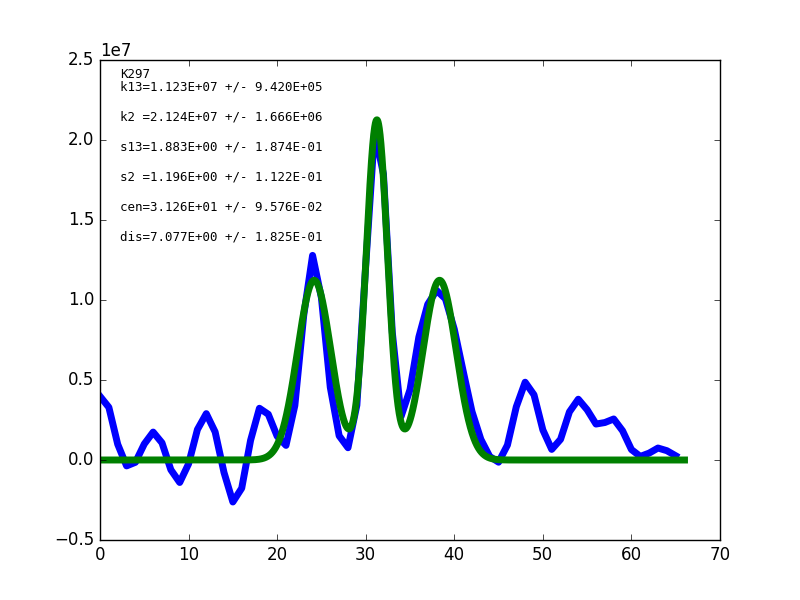 1e7
K297
k13=1.123E+07 +/- 9.420E+05
k2 =2.124E+07 +/- 1.666E+06
s13=1.883E+00 +/- 1.874E-01
s2 =1.196E+00 +/- 1.122E-01
cen=3.126E+01 +/- 9.576E-02
dis=7.077E+00 +/- 1.825E-01
2.5
2.0
1.5
1.0
0.5
0.0
−0.5
0 10 20 30 40 50 60 70